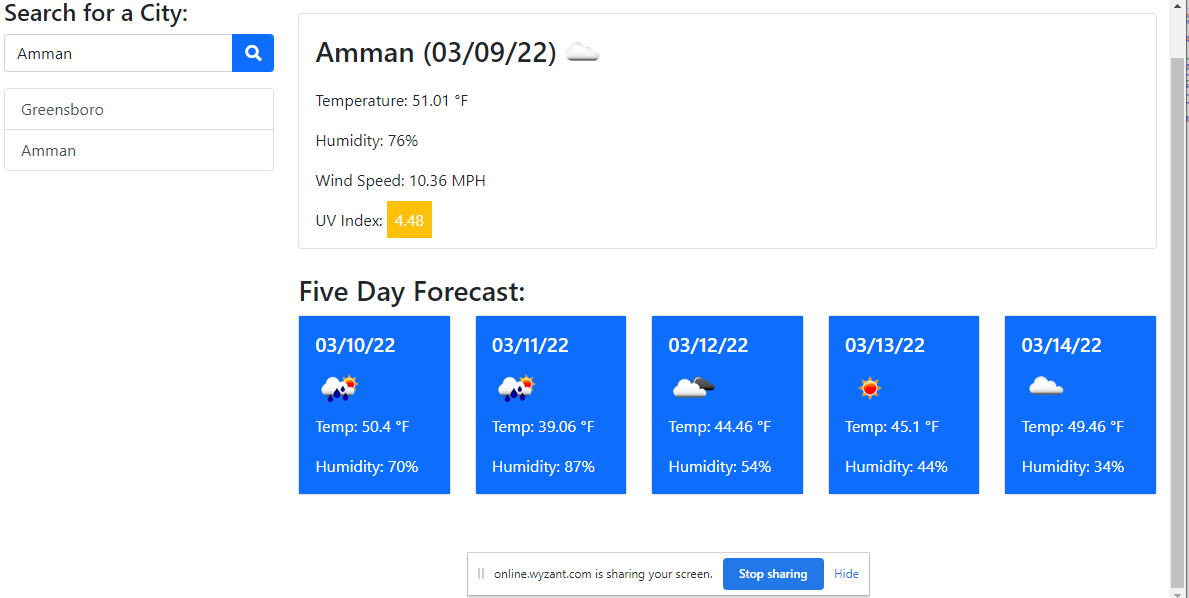 Search for a City:
Amman
Greensboro
Amman
Amman (03/09/22)
Temperature: 51.01 °F
Humidity: 76%
Wind Speed: 10.36 MPH
UV Index: 4.48
Five Day Forecast:
03/10/22
Temp: 50.4 °F
Humidity: 70%
03/11/22
Temp: 39.06 °F
Humidity: 87%
03/12/22
Temp: 44.46 °F
Humidity: 54%
03/13/22
Temp: 45.1 °F
Humidity: 44%
03/14/22
Temp: 49.46 °F
Humidity: 34%
online.wyzant.com is sharing your screen. Stop sharing Hide